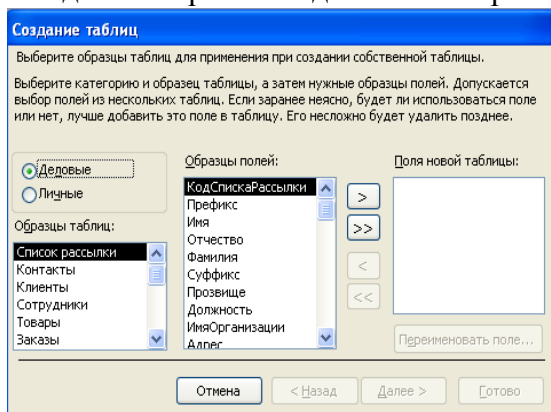 Создание таблиц
Выберите образцы таблиц для применения при создании собственной таблицы.
Выберите категорию и образец таблицы, а затем нужные образцы полей. Допускается
выбор полей из нескольких таблиц. Если заранее неясно, будет ли использоваться поле
или нет, лучше добавить это поле в таблицу. Его несложно будет удалить позднее.
Деловые
Личные
Образцы таблиц:
Список рассылки
Контакты
Клиенты
Сотрудники
Товары
Заказы
Образцы полей:
КодСпискаРассылки
Префикс
Имя
Отчество
Фамилия
Суффикс
Прозвище
Должность
ИмяОрганизации
Адрес
>
>>
<
<<
Поля новой таблицы:
Переименовать поле...
Отмена
< Назад
Далее >
Готово